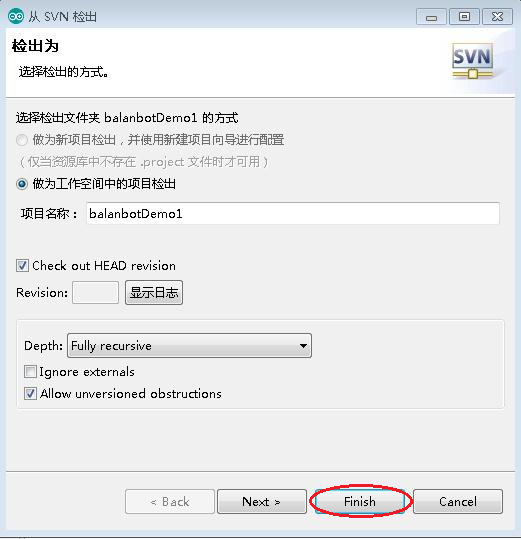 从 SVN 检出
检出为
选择检出的方式。
SVN
选择检出文件夹 balanbotDemo1 的方式
做为新项目检出，并使用新建项目向导进行配置
（仅当资源库中不存在 .project 文件时才可用）
做为工作空间中的项目检出
项目名称： balanbotDemo1
Check out HEAD revision
Revision: 显示日志
Depth: Fully recursive
Ignore externals
Allow unversioned obstructions
< Back Next > Finish Cancel